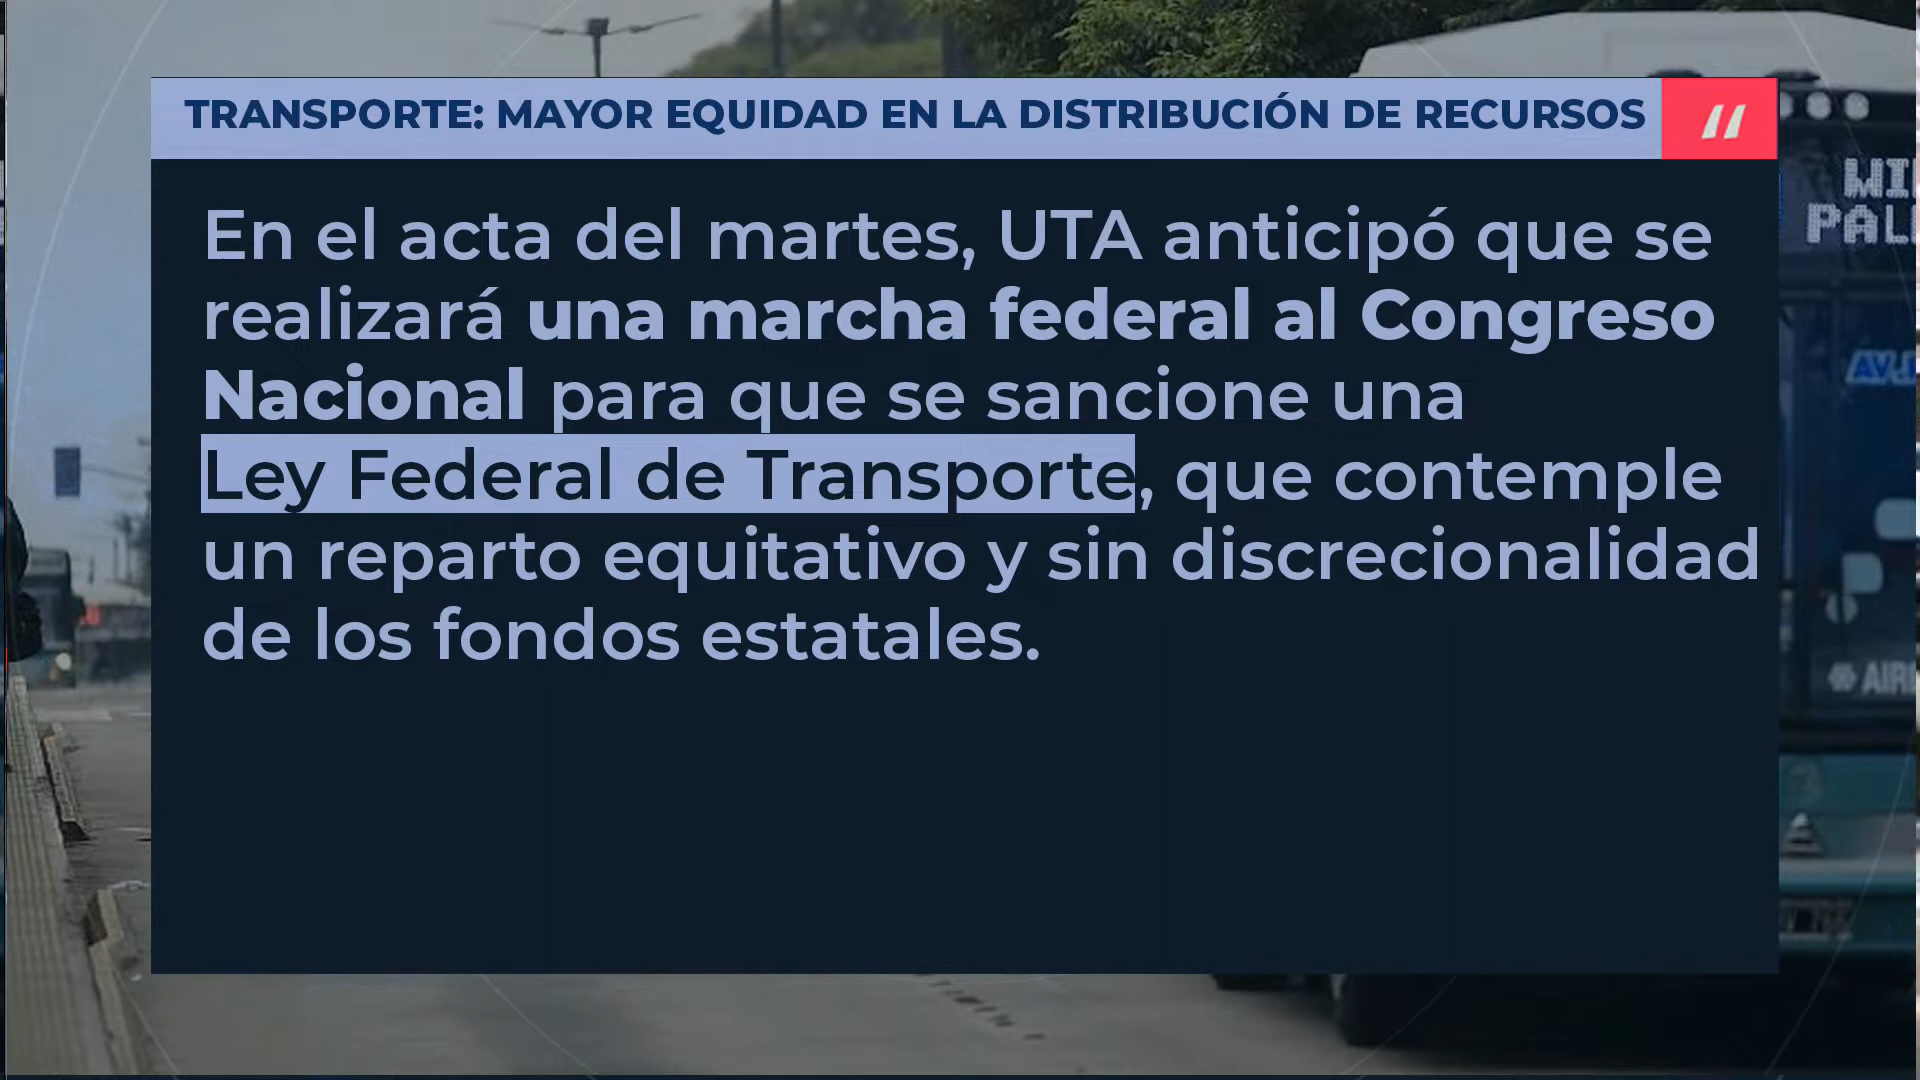 TRANSPORTE: MAYOR EQUIDAD EN LA DISTRIBUCIÓN DE RECURSOS
En el acta del martes, UTA anticipó que se
realizará una marcha federal al Congreso
Nacional para que se sancione una
Ley Federal de Transporte, que contemple
un reparto equitativo y sin discrecionalidad
de los fondos estatales.